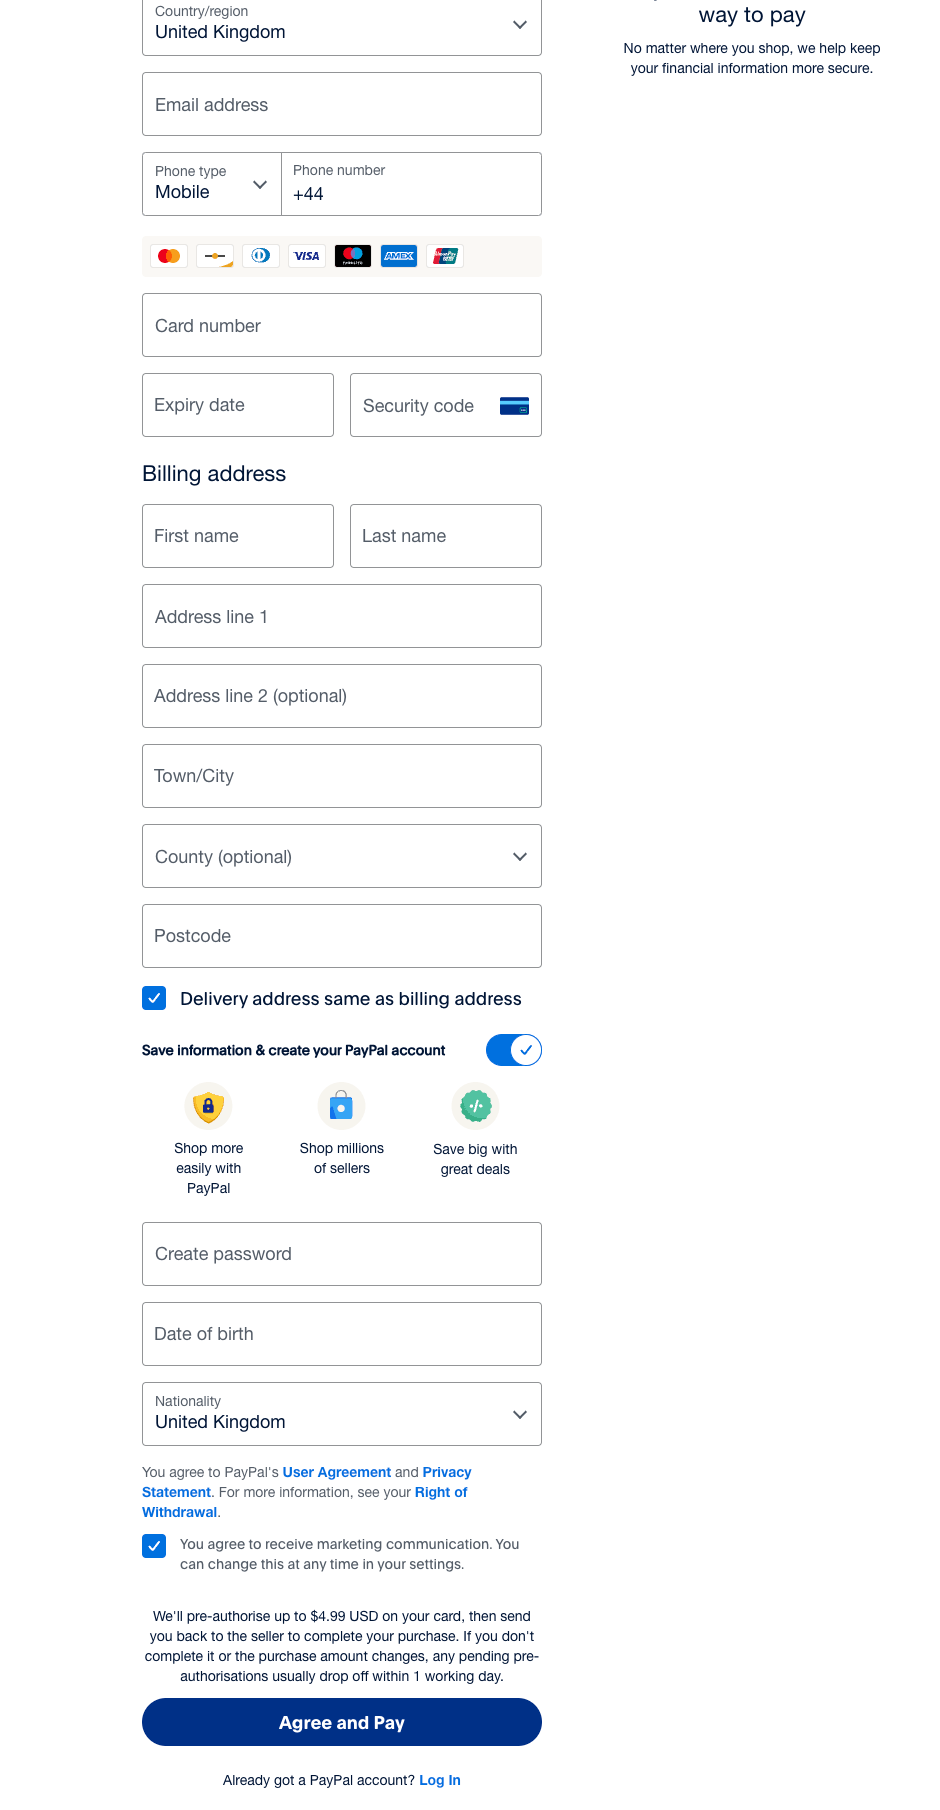 Country/region
United Kingdom
way to pay
No matter where you shop, we help keep
your financial information more secure.
Email address
Phone type
Mobile
Phone number
+44
VISA
AMEX
Card number
Expiry date
Security code
Billing address
First name
Last name
Address line 1
Address line 2 (optional)
Town/City
County (optional)
Postcode
Delivery address same as billing address
Save information & create your PayPal account
Shop more
easily with
PayPal
Shop millions
of sellers
Save big with
great deals
Create password
Date of birth
Nationality
United Kingdom
You agree to PayPal's User Agreement and Privacy
Statement. For more information, see your Right of
Withdrawal.
You agree to receive marketing communication. You
can change this at any time in your settings.
We'll pre-authorise up to $4.99 USD on your card, then send
you back to the seller to complete your purchase. If you don't
complete it or the purchase amount changes, any pending pre-
authorisations usually drop off within 1 working day.
Agree and Pay
Already got a PayPal account? Log In